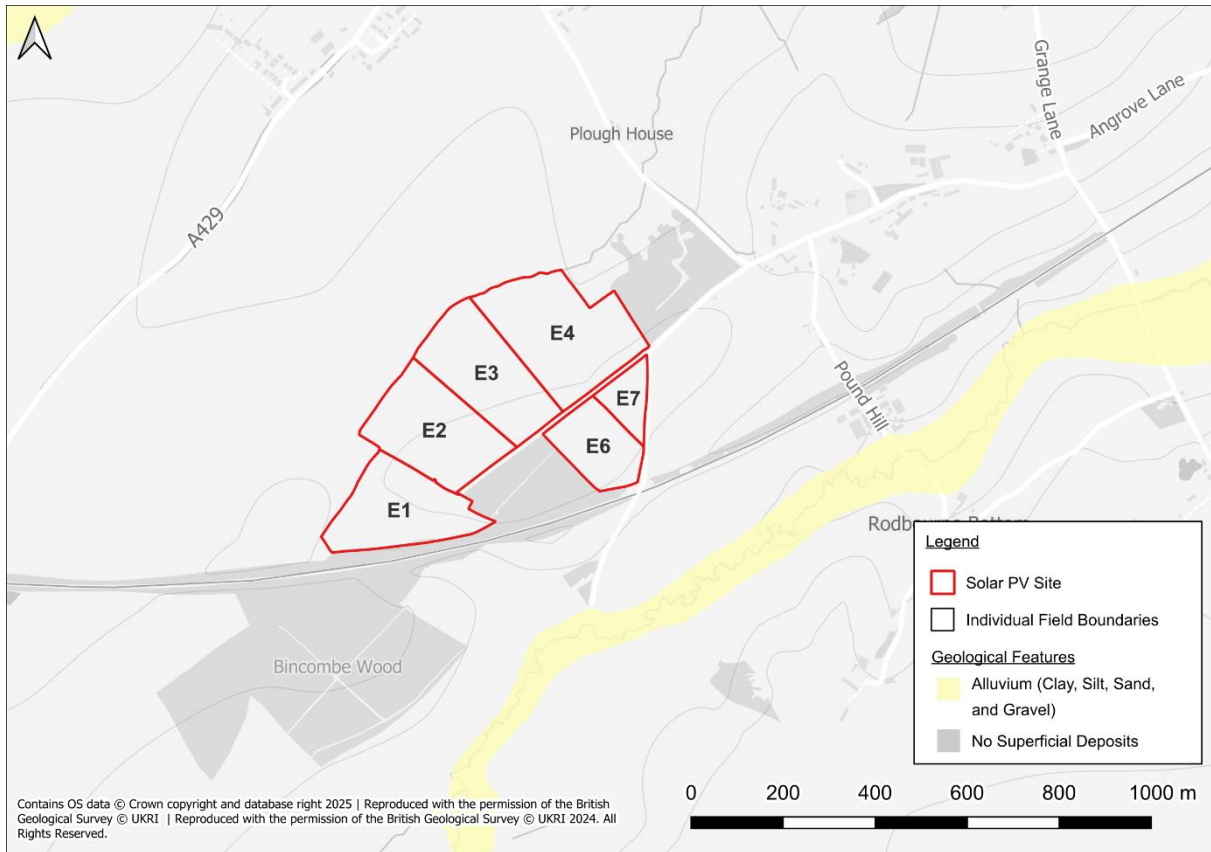 Plough House
Grange Lane
Angrove Lane
A429
E4
E3
E7
E2
E6
E1
Pound Hill
Rodbourne Bottom
Bincombe Wood
Legend
Solar PV Site
Individual Field Boundaries
Geological Features
Alluvium (Clay, Silt, Sand,
and Gravel)
No Superficial Deposits
0 200 400 600 800 1000 m
Contains OS data © Crown copyright and database right 2025 | Reproduced with the permission of the British
Geological Survey © UKRI | Reproduced with the permission of the British Geological Survey © UKRI 2024. All
Rights Reserved.